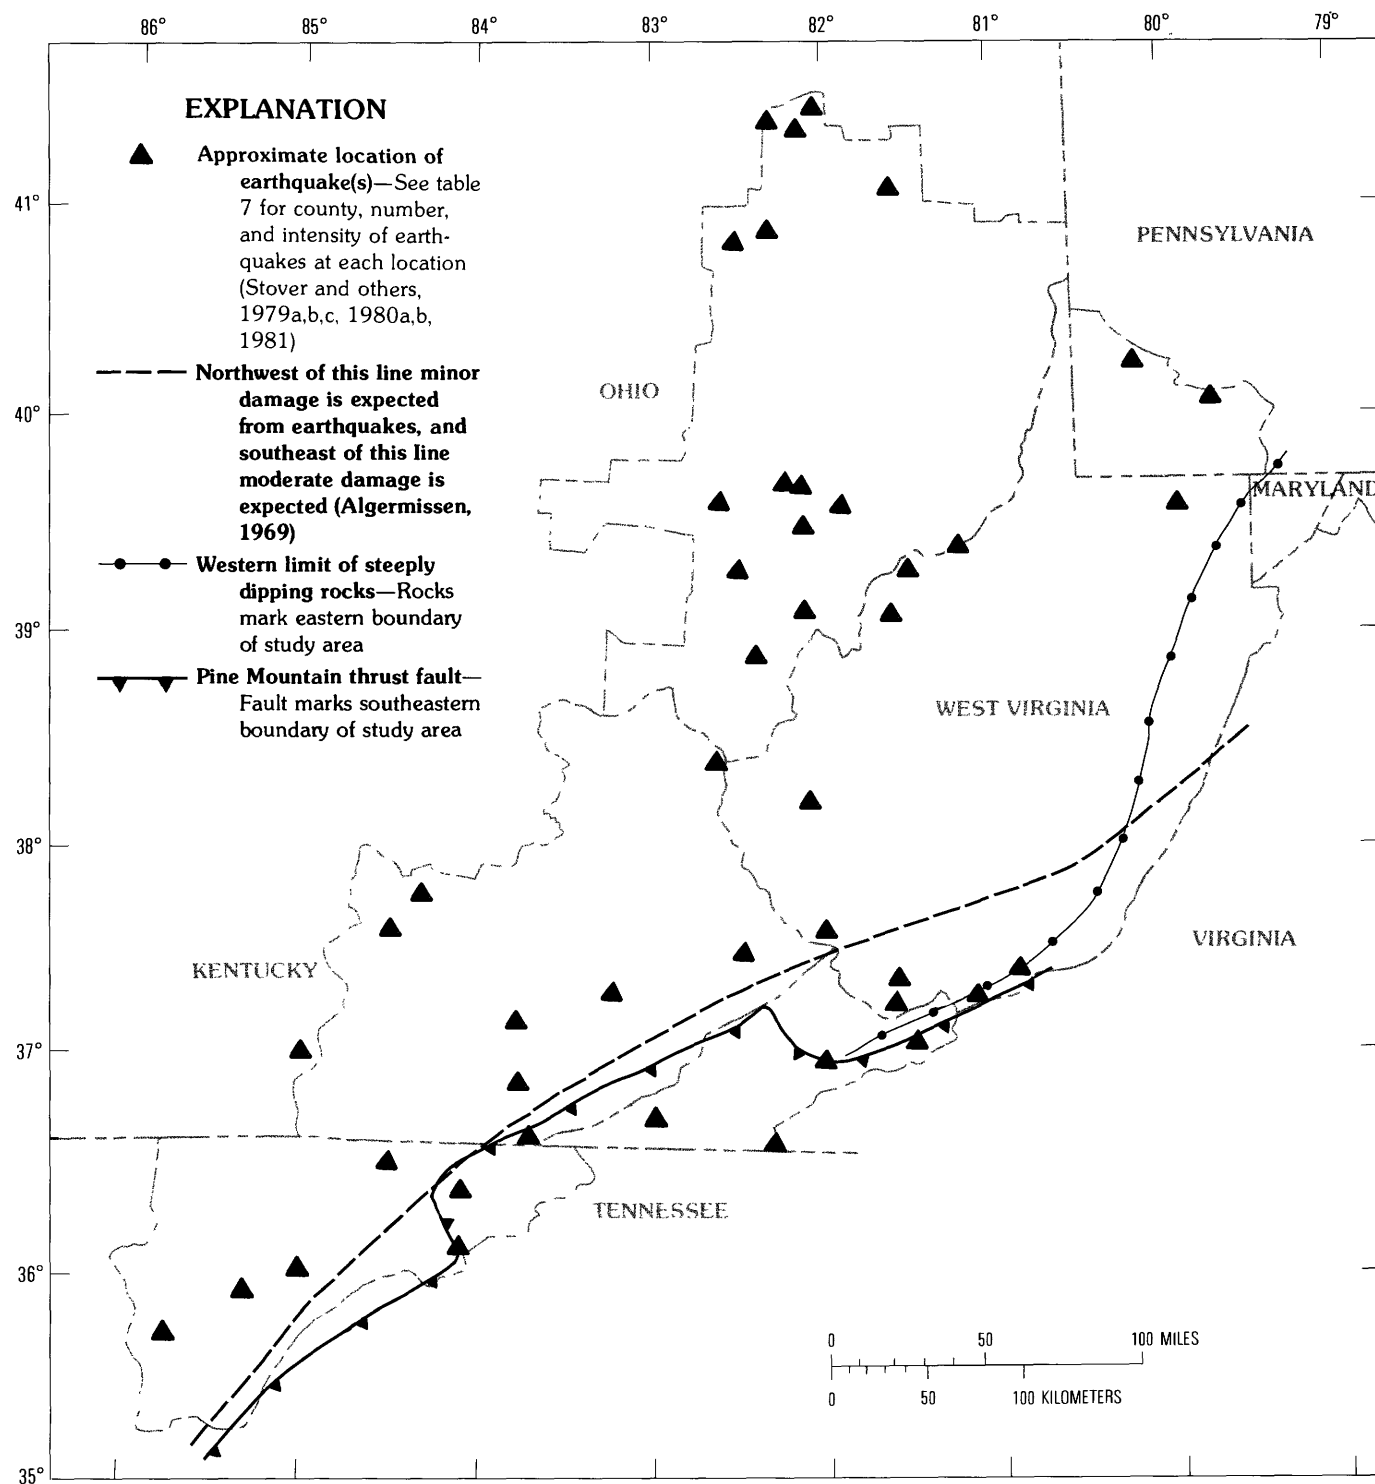 86° 85° 84° 83° 82° 81° 80° 79°
EXPLANATION
Approximate location of
earthquake(s)—See table
7 for county, number,
and intensity of earth-
quakes at each location
(Stover and others,
1979a,b,c, 1980a,b,
1981)
Northwest of this line minor
damage is expected
from earthquakes, and
southeast of this line
moderate damage is
expected (Algermissen,
1969)
Western limit of steeply
dipping rocks—Rocks
mark eastern boundary
of study area
Pine Mountain thrust fault—
Fault marks southeastern
boundary of study area
41°
PENNSYLVANIA
OHIO
40°
MARYLAND
39°
WEST VIRGINIA
38°
VIRGINIA
KENTUCKY
37°
TENNESSEE
36°
0 50 100 MILES
0 50 100 KILOMETERS
35°